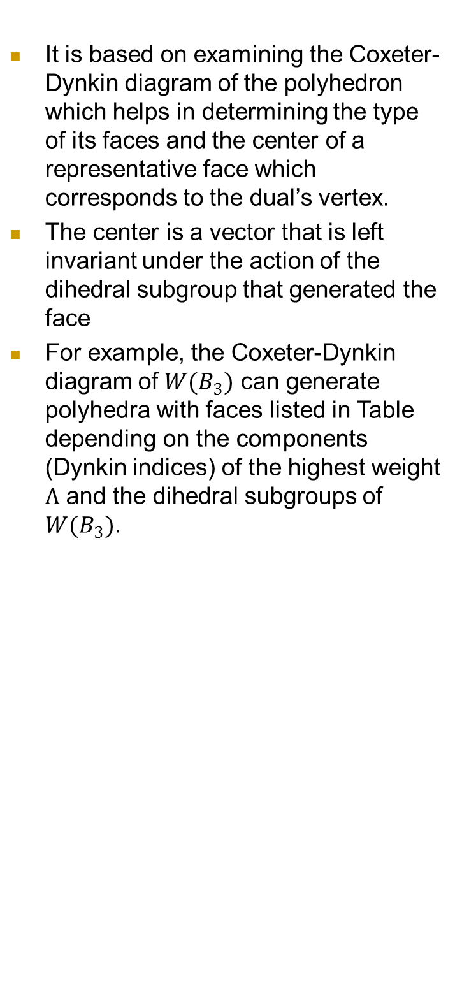 It is based on examining the Coxeter-
Dynkin diagram of the polyhedron
which helps in determining the type
of its faces and the center of a
representative face which
corresponds to the dual’s vertex.
The center is a vector that is left
invariant under the action of the
dihedral subgroup that generated the
face
For example, the Coxeter-Dynkin
diagram of 𝑊(𝐵₃) can generate
polyhedra with faces listed in Table
depending on the components
(Dynkin indices) of the highest weight
Λ and the dihedral subgroups of
𝑊(𝐵₃).